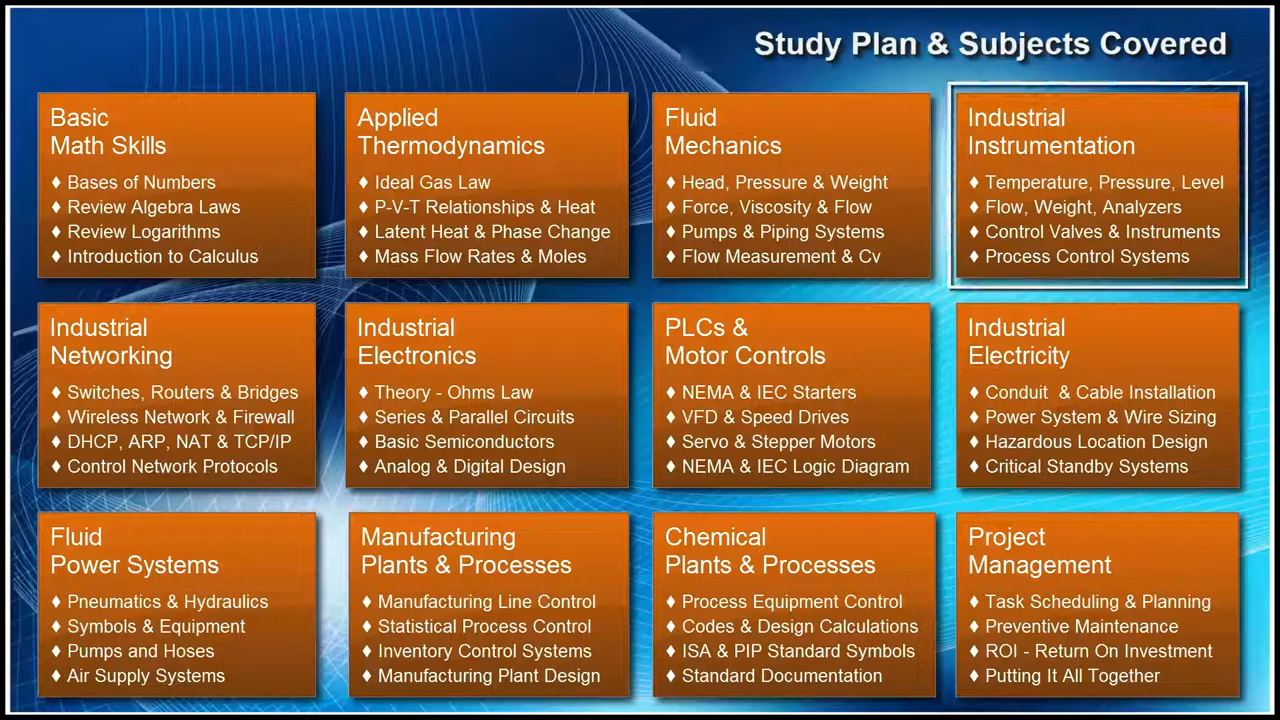 Study Plan & Subjects Covered
Basic
Math Skills
♦ Bases of Numbers
♦ Review Algebra Laws
♦ Review Logarithms
♦ Introduction to Calculus
Applied
Thermodynamics
♦ Ideal Gas Law
♦ P-V-T Relationships & Heat
♦ Latent Heat & Phase Change
♦ Mass Flow Rates & Moles
Fluid
Mechanics
♦ Head, Pressure & Weight
♦ Force, Viscosity & Flow
♦ Pumps & Piping Systems
♦ Flow Measurement & Cv
Industrial
Instrumentation
♦ Temperature, Pressure, Level
♦ Flow, Weight, Analyzers
♦ Control Valves & Instruments
♦ Process Control Systems
Industrial
Networking
♦ Switches, Routers & Bridges
♦ Wireless Network & Firewall
♦ DHCP, ARP, NAT & TCP/IP
♦ Control Network Protocols
Industrial
Electronics
♦ Theory - Ohms Law
♦ Series & Parallel Circuits
♦ Basic Semiconductors
♦ Analog & Digital Design
PLCs &
Motor Controls
♦ NEMA & IEC Starters
♦ VFD & Speed Drives
♦ Servo & Stepper Motors
♦ NEMA & IEC Logic Diagram
Industrial
Electricity
♦ Conduit & Cable Installation
♦ Power System & Wire Sizing
♦ Hazardous Location Design
♦ Critical Standby Systems
Fluid
Power Systems
♦ Pneumatics & Hydraulics
♦ Symbols & Equipment
♦ Pumps and Hoses
♦ Air Supply Systems
Manufacturing
Plants & Processes
♦ Manufacturing Line Control
♦ Statistical Process Control
♦ Inventory Control Systems
♦ Manufacturing Plant Design
Chemical
Plants & Processes
♦ Process Equipment Control
♦ Codes & Design Calculations
♦ ISA & PIP Standard Symbols
♦ Standard Documentation
Project
Management
♦ Task Scheduling & Planning
♦ Preventive Maintenance
♦ ROI - Return On Investment
♦ Putting It All Together